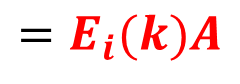 = E_i(k)A